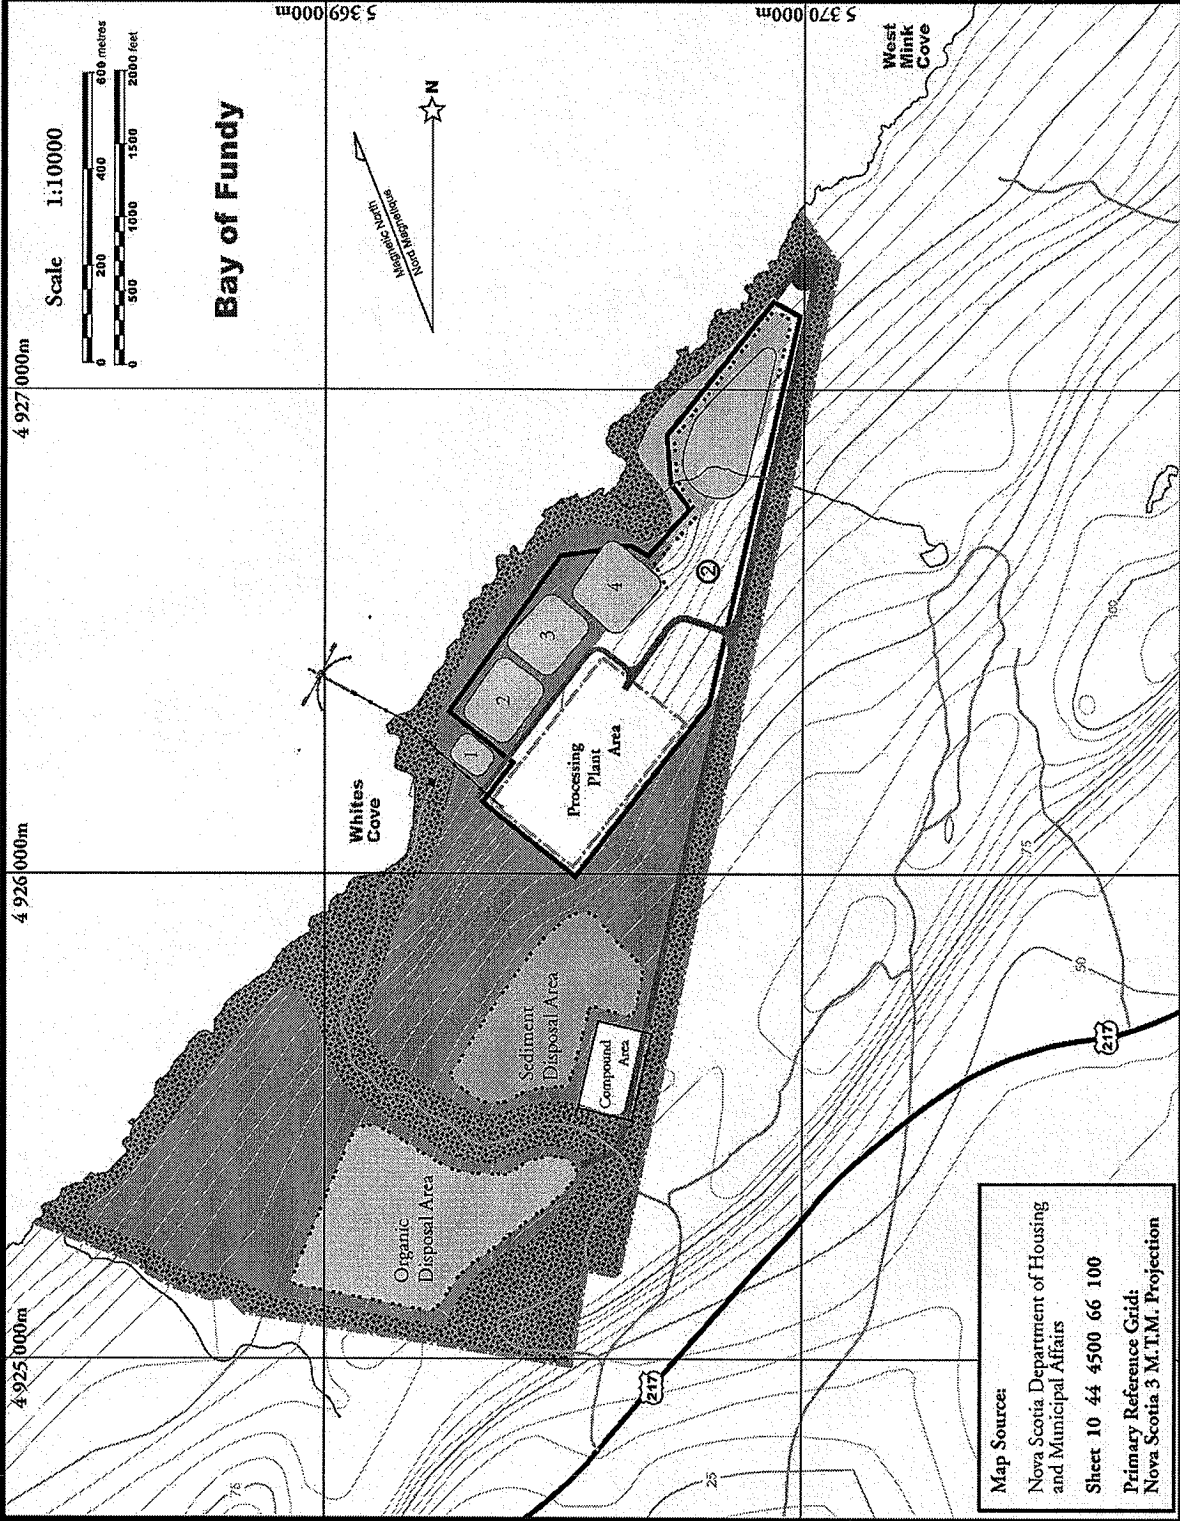 Scale 1:10000
0 200 400 600 metres
0 500 1000 1500 2000 feet
Bay of Fundy
Magnetic North
Nord Magnetique
N
4 925 000m
4 926 000m
4 927 000m
5 369 000m
5 370 000m
West
Mink
Cove
Whites
Cove
1
2
3
4
2
Processing
Plant
Area
Sediment
Disposal Area
Compound
Area
Organic
Disposal Area
217
217
75
25
50
75
100
Map Source:
Nova Scotia Department of Housing
and Municipal Affairs
Sheet 10 44 4500 66 100
Primary Reference Grid:
Nova Scotia 3 M.T.M. Projection